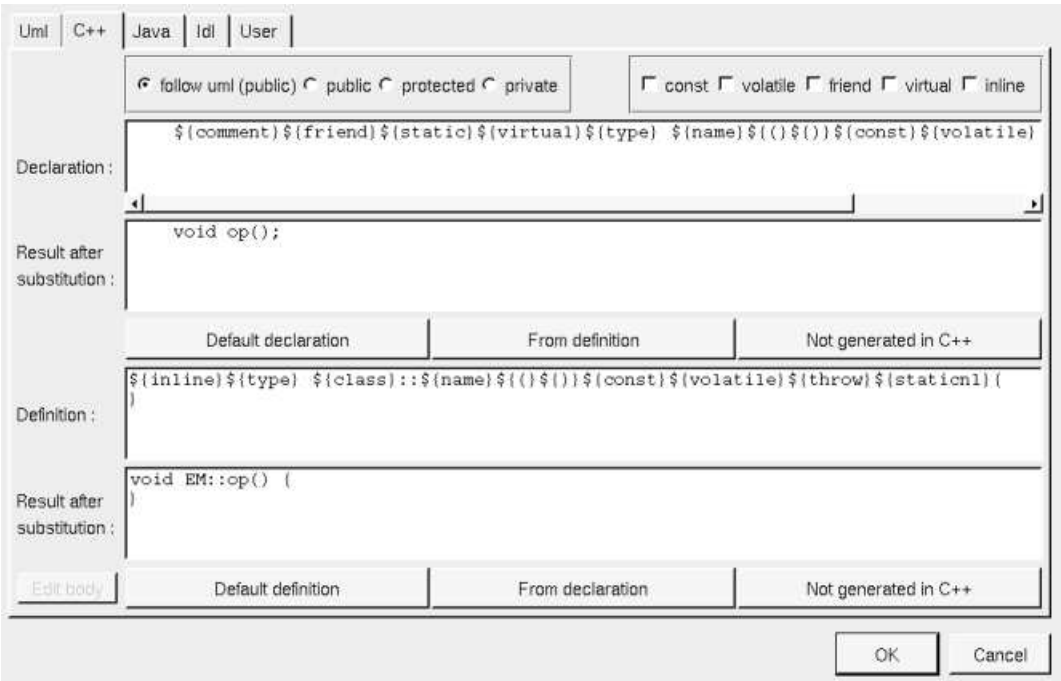 Uml C++ Java Idl User
follow uml (public) public protected private const volatile friend virtual inline
Declaration :
${comment}${friend}${static}${virtual}${type} ${name}${(}${)}${const}${volatile}
Result after
substitution :
void op();
Default declaration From definition Not generated in C++
Definition :
${inline}${type} ${class}::${name}${(}${)}${const}${volatile}${throw}${staticnl}{
}
Result after
substitution :
void EM::op() {
}
Edit body Default definition From declaration Not generated in C++
OK Cancel